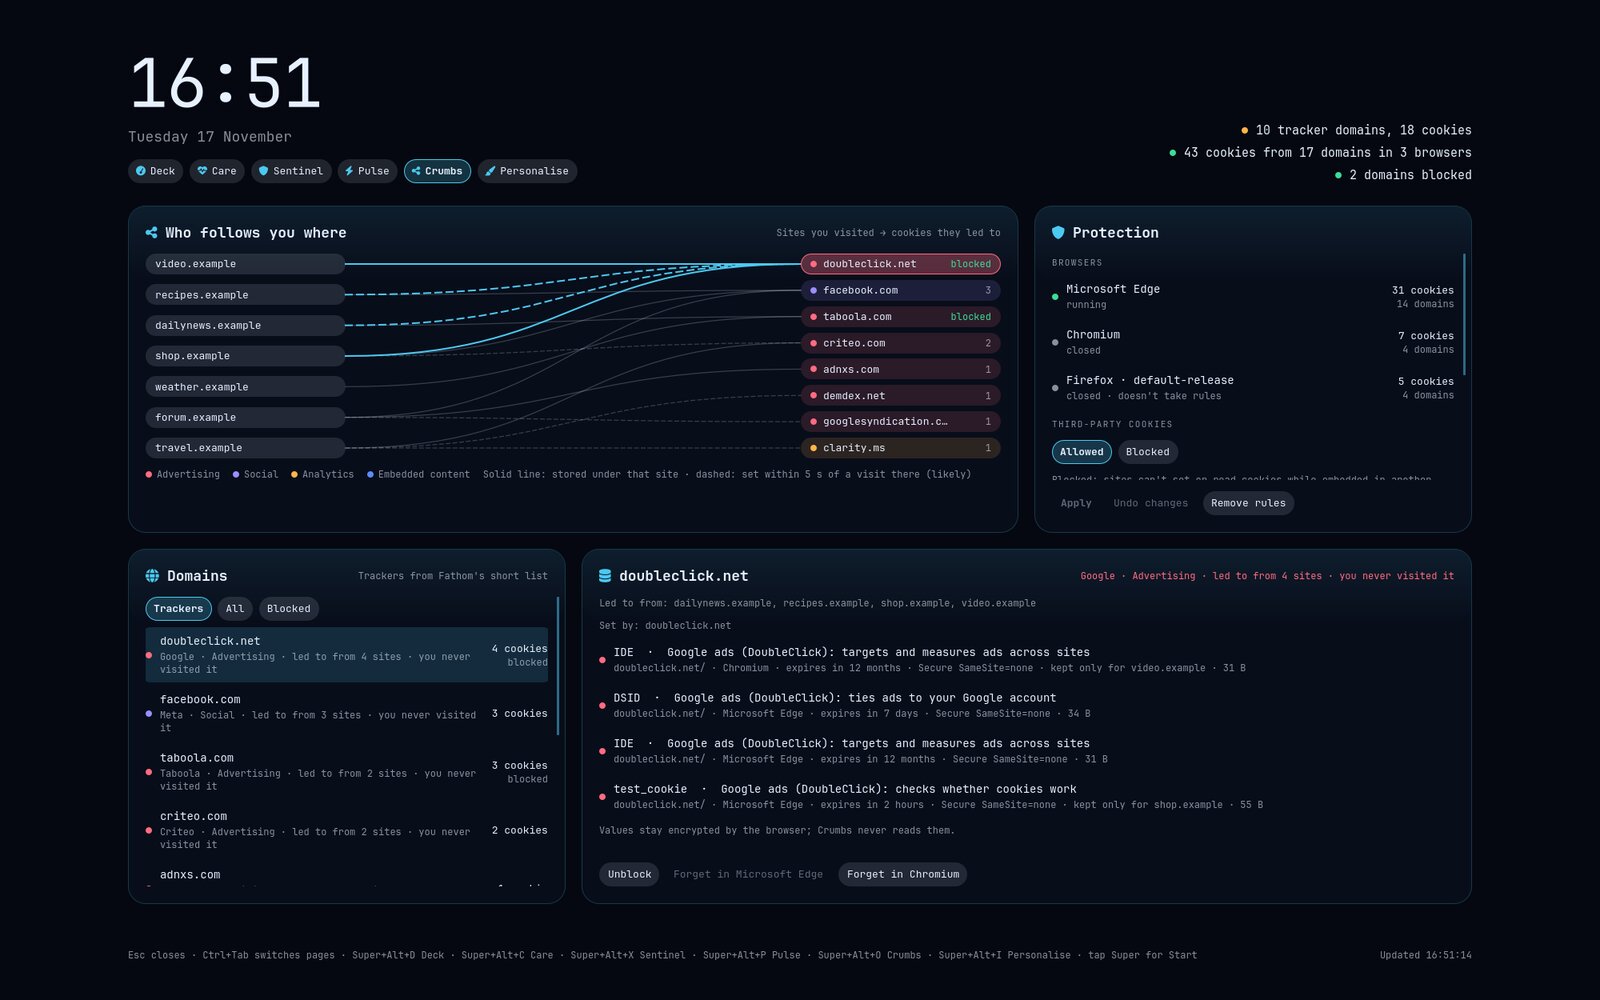 16:51
Tuesday 17 November
10 tracker domains, 18 cookies
43 cookies from 17 domains in 3 browsers
2 domains blocked
Deck Care Sentinel Pulse Crumbs Personalise
Who follows you where
Sites you visited → cookies they led to
video.example
recipes.example
dailynews.example
shop.example
weather.example
forum.example
travel.example
doubleclick.net blocked
facebook.com 3
taboola.com blocked
criteo.com 2
adnxs.com 1
demdex.net 1
googlesyndication.c… 1
clarity.ms 1
Advertising Social Analytics Embedded content Solid line: stored under that site · dashed: set within 5 s of a visit there (likely)
Protection
BROWSERS
Microsoft Edge 31 cookies
running 14 domains
Chromium 7 cookies
closed 4 domains
Firefox · default-release 5 cookies
closed · doesn't take rules 4 domains
THIRD-PARTY COOKIES
Allowed Blocked
Blocked: sites can't set or read cookies while embedded in another
Apply Undo changes Remove rules
Domains
Trackers from Fathom's short list
Trackers All Blocked
doubleclick.net
Google · Advertising · led to from 4 sites · you never
visited it
4 cookies
blocked
facebook.com
Meta · Social · led to from 3 sites · you never visited
it
3 cookies
taboola.com
Taboola · Advertising · led to from 2 sites · you never
visited it
3 cookies
blocked
criteo.com
Criteo · Advertising · led to from 2 sites · you never
visited it
2 cookies
adnxs.com
doubleclick.net
Google · Advertising · led to from 4 sites · you never visited it
Led to from: dailynews.example, recipes.example, shop.example, video.example
Set by: doubleclick.net
IDE · Google ads (DoubleClick): targets and measures ads across sites
doubleclick.net/ · Chromium · expires in 12 months · Secure SameSite=none · kept only for video.example · 31 B
DSID · Google ads (DoubleClick): ties ads to your Google account
doubleclick.net/ · Microsoft Edge · expires in 7 days · Secure SameSite=none · 34 B
IDE · Google ads (DoubleClick): targets and measures ads across sites
doubleclick.net/ · Microsoft Edge · expires in 12 months · Secure SameSite=none · 31 B
test_cookie · Google ads (DoubleClick): checks whether cookies work
doubleclick.net/ · Microsoft Edge · expires in 2 hours · Secure SameSite=none · kept only for shop.example · 55 B
Values stay encrypted by the browser; Crumbs never reads them.
Unblock Forget in Microsoft Edge Forget in Chromium
Esc closes · Ctrl+Tab switches pages · Super+Alt+D Deck · Super+Alt+C Care · Super+Alt+X Sentinel · Super+Alt+P Pulse · Super+Alt+O Crumbs · Super+Alt+I Personalise · tap Super for Start
Updated 16:51:14